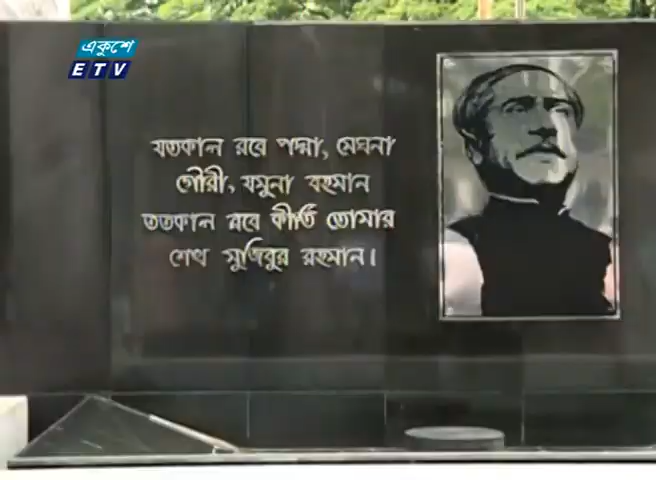 একুশে
ETV
যতকাল রবে পদ্মা, মেঘনা
গৌরী, যমুনা বহমান
ততকাল রবে কীর্তি তোমার
শেখ মুজিবুর রহমান।